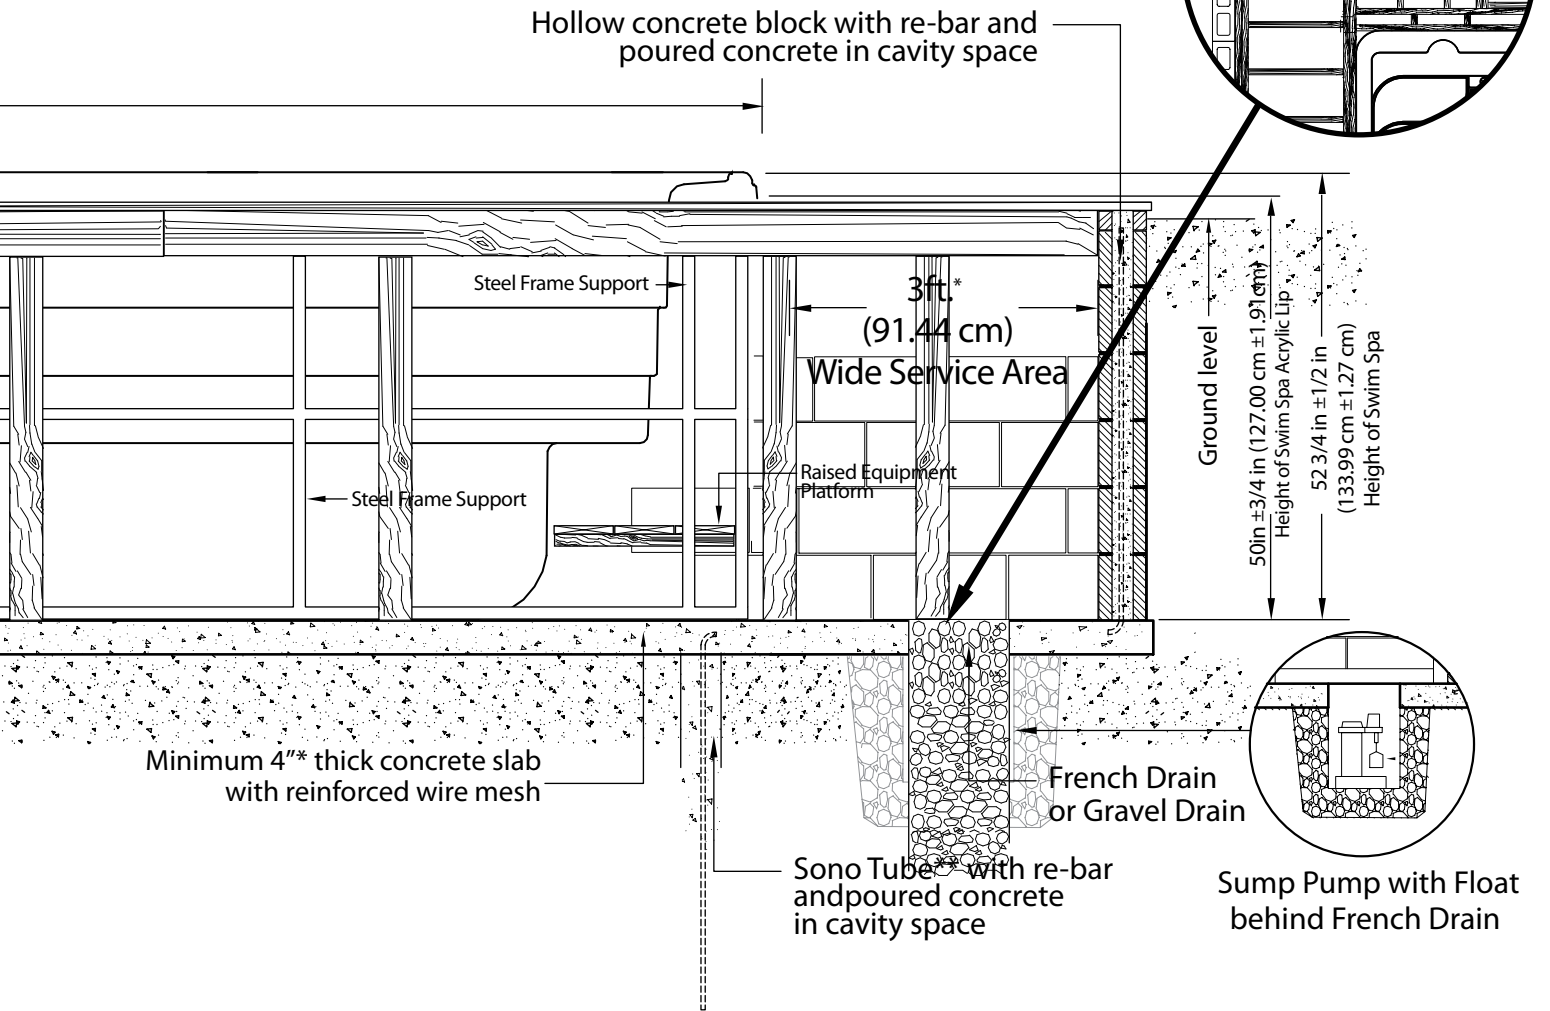 Hollow concrete block with re-bar and
poured concrete in cavity space
Steel Frame Support
3ft.*
(91.44 cm)
Wide Service Area
Raised Equipment
Platform
Steel Frame Support
Ground level
50in ±3/4 in (127.00 cm ±1.91cm)
Height of Swim Spa Acrylic Lip
52 3/4 in ±1/2 in
(133.99 cm ±1.27 cm)
Height of Swim Spa
Minimum 4”* thick concrete slab
with reinforced wire mesh
French Drain
or Gravel Drain
Sono Tube** with re-bar
andpoured concrete
in cavity space
Sump Pump with Float
behind French Drain